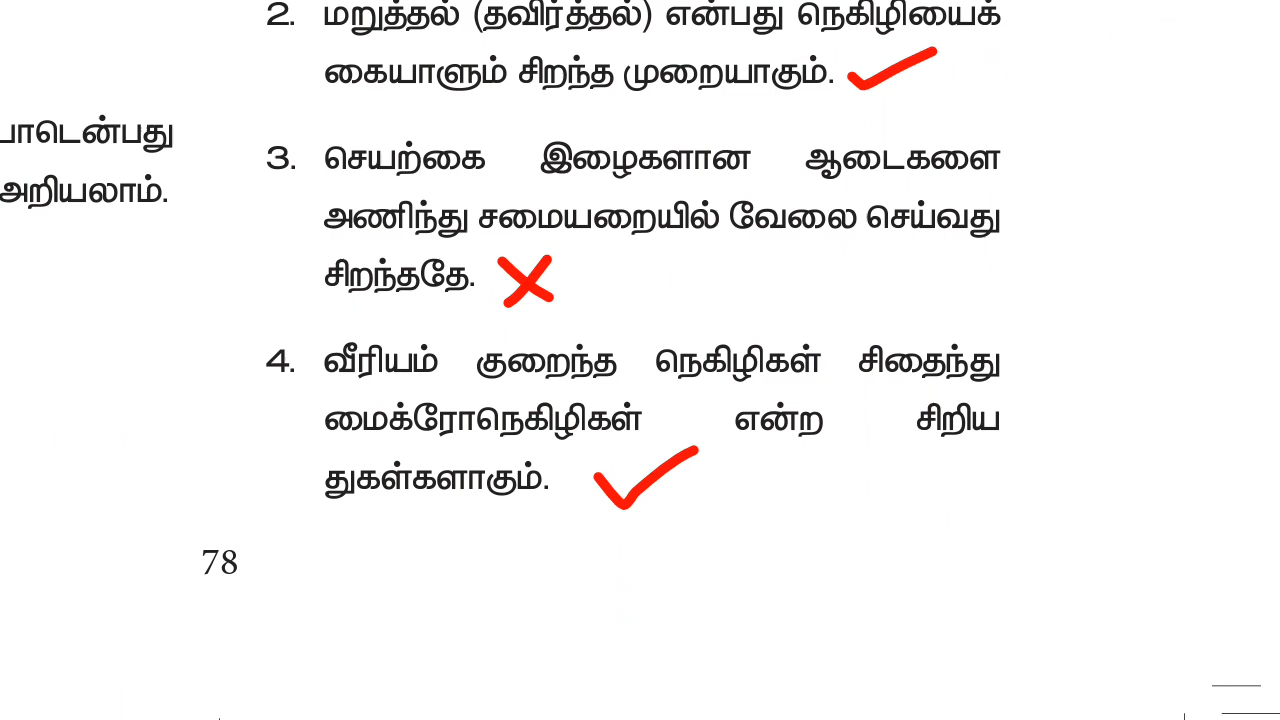 2. மறுத்தல் (தவிர்த்தல்) என்பது நெகிழியைக்
கையாளும் சிறந்த முறையாகும்.
பாடென்பது
அறியலாம்.
3. செயற்கை இழைகளான ஆடைகளை
அணிந்து சமையறையில் வேலை செய்வது
சிறந்ததே.
4. வீரியம் குறைந்த நெகிழிகள் சிதைந்து
மைக்ரோநெகிழிகள் என்ற சிறிய
துகள்களாகும்.
78